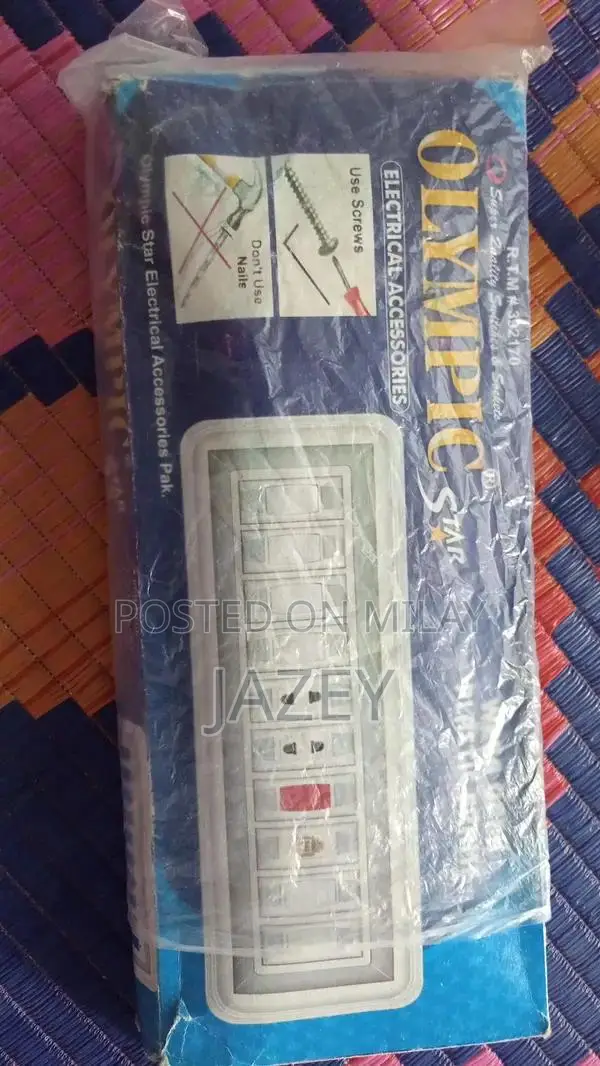 R.T.M # 352170
Super Quality Switches & Sockets
OLYMPIC®
STAR
ELECTRICAL ACCESSORIES
Use Screws
Don't Use
Nails
Olympic Star Electrical Accessories Pak.
POSTED ON MILAY
JAZEY